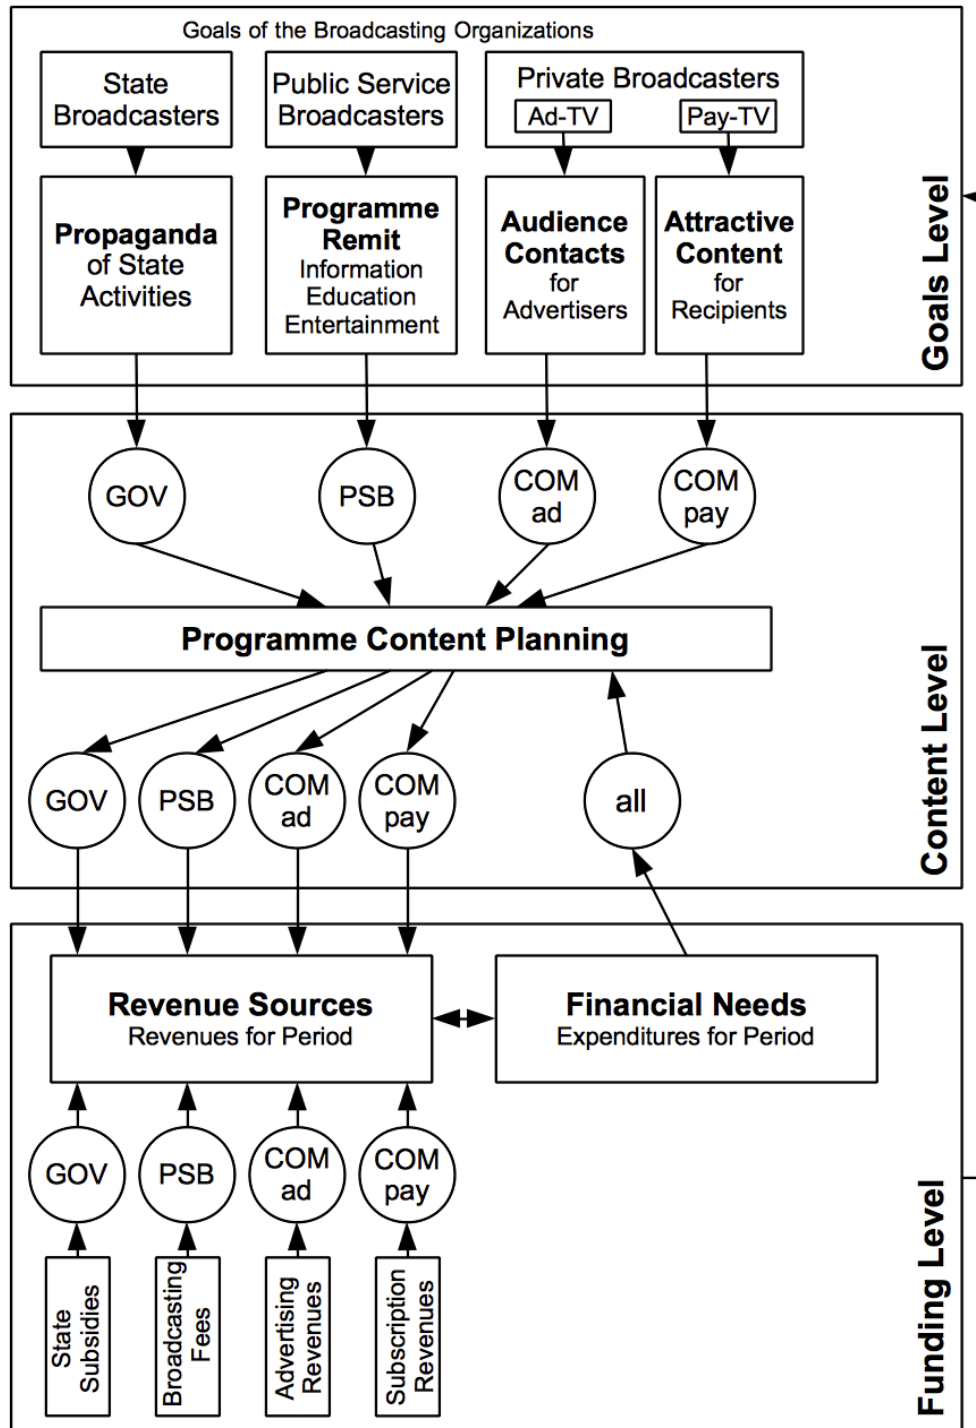 Goals of the Broadcasting Organizations
State
Broadcasters
Public Service
Broadcasters
Private Broadcasters
Ad-TV
Pay-TV
Propaganda
of State
Activities
Programme
Remit
Information
Education
Entertainment
Audience
Contacts
for
Advertisers
Attractive
Content
for
Recipients
Goals Level
GOV
PSB
COM
ad
COM
pay
Programme Content Planning
GOV
PSB
COM
ad
COM
pay
all
Content Level
Revenue Sources
Revenues for Period
Financial Needs
Expenditures for Period
GOV
PSB
COM
ad
COM
pay
State
Subsidies
Broadcasting
Fees
Advertising
Revenues
Subscription
Revenues
Funding Level